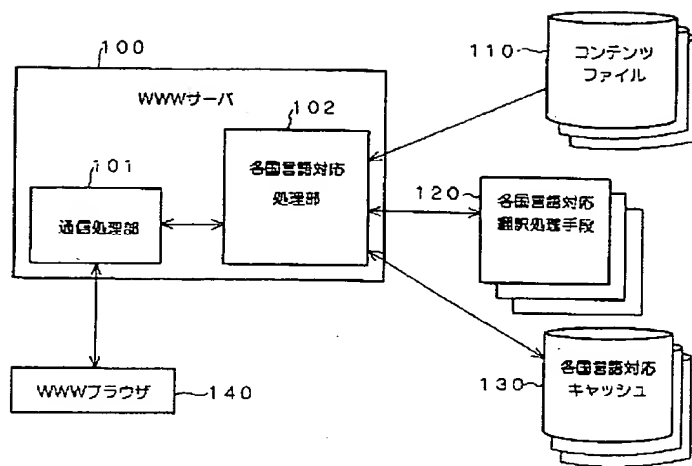 100
WWWサーバ
102
各国言語対応
処理部
101
通信処理部
WWWブラウザ
140
110
コンテンツ
ファイル
120
各国言語対応
翻訳処理手段
130
各国言語対応
キャッシュ